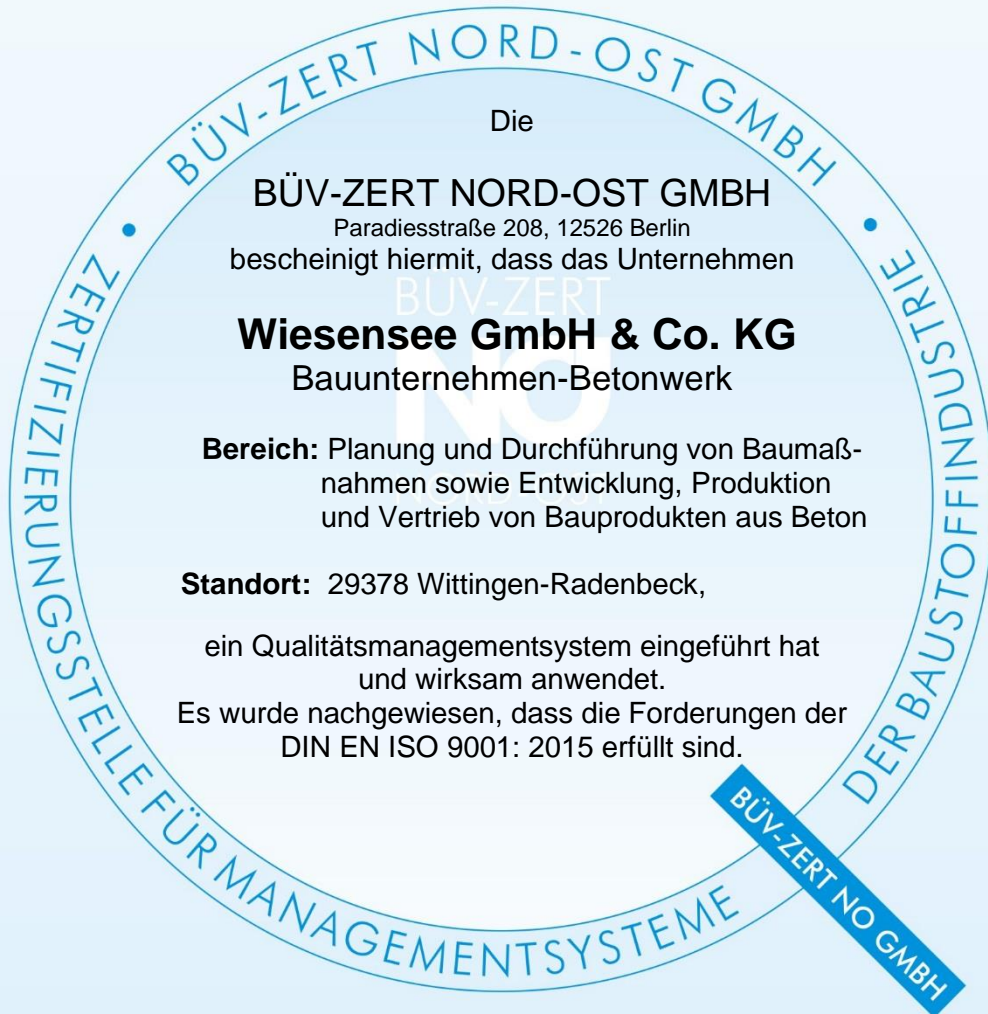 BÜV-ZERT NORD-OST GMBH
Die
BÜV-ZERT NORD-OST GMBH
Paradiesstraße 208, 12526 Berlin
bescheinigt hiermit, dass das Unternehmen
BÜV-ZERT
Wiesensee GmbH & Co. KG
Bauunternehmen-Betonwerk
NO
Bereich: Planung und Durchführung von Baumaß-
nahmen sowie Entwicklung, Produktion
NORD-OST
und Vertrieb von Bauprodukten aus Beton
Standort: 29378 Wittingen-Radenbeck,
ein Qualitätsmanagementsystem eingeführt hat
und wirksam anwendet.
Es wurde nachgewiesen, dass die Forderungen der
DIN EN ISO 9001: 2015 erfüllt sind.
ZERTIFIZIERUNGSSTELLE FÜR MANAGEMENTSYSTEME
DER BAUSTOFFINDUSTRIE
BÜV-ZERT NO GMBH